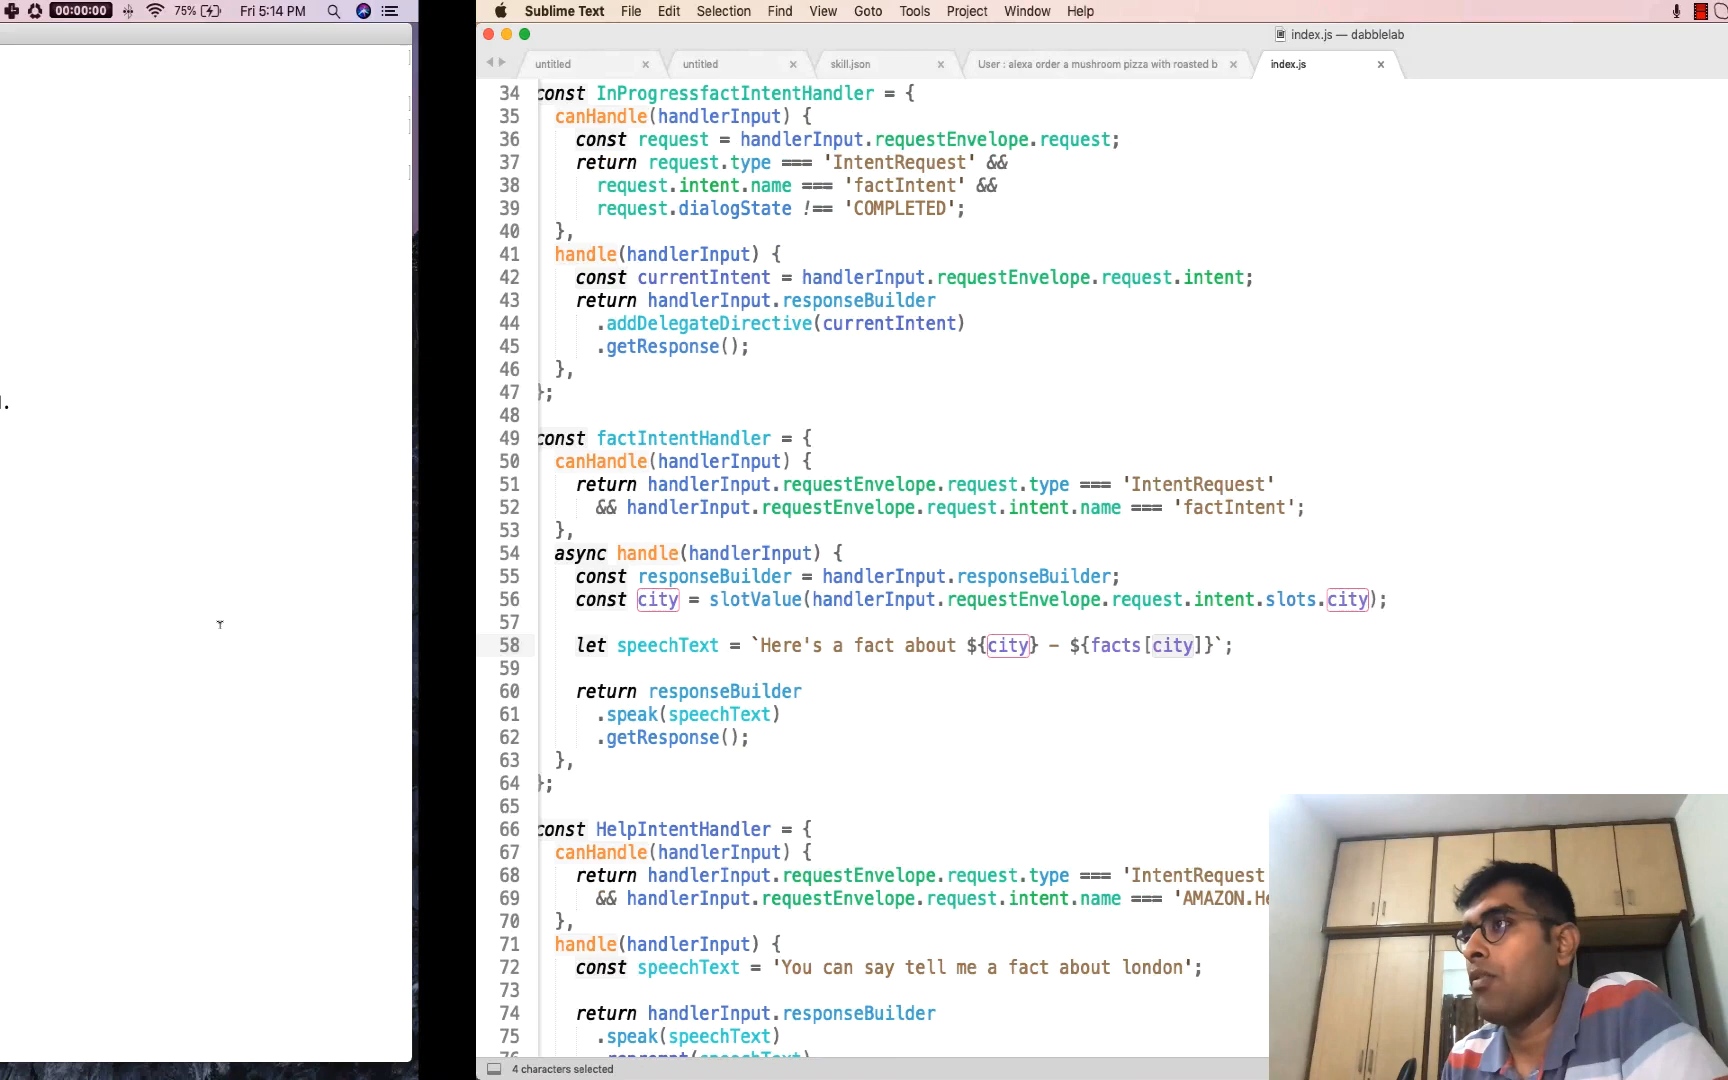 00:00:00 75% Fri 5:14 PM
Sublime Text File Edit Selection Find View Goto Tools Project Window Help
index.js — dabblelab
untitled × untitled × skill.json × User : alexa order a mushroom pizza with roasted b × index.js ×
34 const InProgressfactIntentHandler = {
35 canHandle(handlerInput) {
36 const request = handlerInput.requestEnvelope.request;
37 return request.type === 'IntentRequest' &&
38 request.intent.name === 'factIntent' &&
39 request.dialogState !== 'COMPLETED';
40 },
41 handle(handlerInput) {
42 const currentIntent = handlerInput.requestEnvelope.request.intent;
43 return handlerInput.responseBuilder
44 .addDelegateDirective(currentIntent)
45 .getResponse();
46 },
47 };
48
49 const factIntentHandler = {
50 canHandle(handlerInput) {
51 return handlerInput.requestEnvelope.request.type === 'IntentRequest'
52 && handlerInput.requestEnvelope.request.intent.name === 'factIntent';
53 },
54 async handle(handlerInput) {
55 const responseBuilder = handlerInput.responseBuilder;
56 const city = slotValue(handlerInput.requestEnvelope.request.intent.slots.city);
57
58 let speechText = `Here's a fact about ${city} - ${facts[city]}`;
59
60 return responseBuilder
61 .speak(speechText)
62 .getResponse();
63 },
64 };
65
66 const HelpIntentHandler = {
67 canHandle(handlerInput) {
68 return handlerInput.requestEnvelope.request.type === 'IntentRequest
69 && handlerInput.requestEnvelope.request.intent.name === 'AMAZON.He
70 },
71 handle(handlerInput) {
72 const speechText = 'You can say tell me a fact about london';
73
74 return handlerInput.responseBuilder
75 .speak(speechText)
4 characters selected